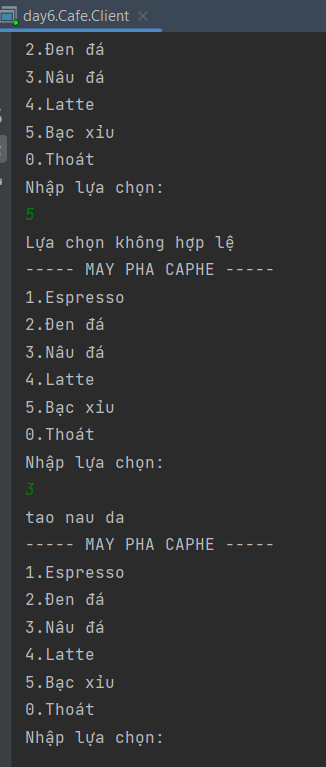 day6.Cafe.Client
2.Đen đá
3.Nâu đá
4.Latte
5.Bạc xỉu
0.Thoát
Nhập lựa chọn:
5
Lựa chọn không hợp lệ
----- MAY PHA CAPHE -----
1.Espresso
2.Đen đá
3.Nâu đá
4.Latte
5.Bạc xỉu
0.Thoát
Nhập lựa chọn:
3
tao nau da
----- MAY PHA CAPHE -----
1.Espresso
2.Đen đá
3.Nâu đá
4.Latte
5.Bạc xỉu
0.Thoát
Nhập lựa chọn: